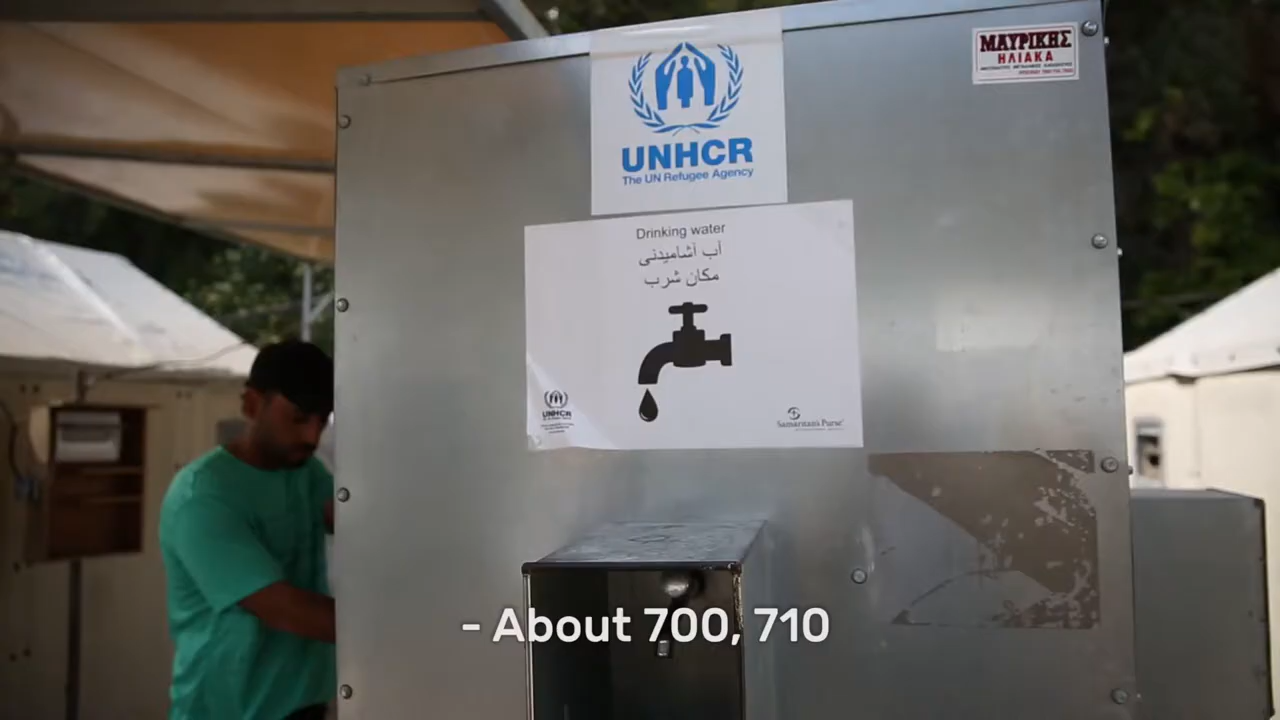 UNHCR
The UN Refugee Agency
ΜΑΥΡΙΚΗΣ
ΗΛΙΑΚΑ
Drinking water
آب آشامیدنی
مكان شرب
UNHCR
Samaritan's Purse
- About 700, 710